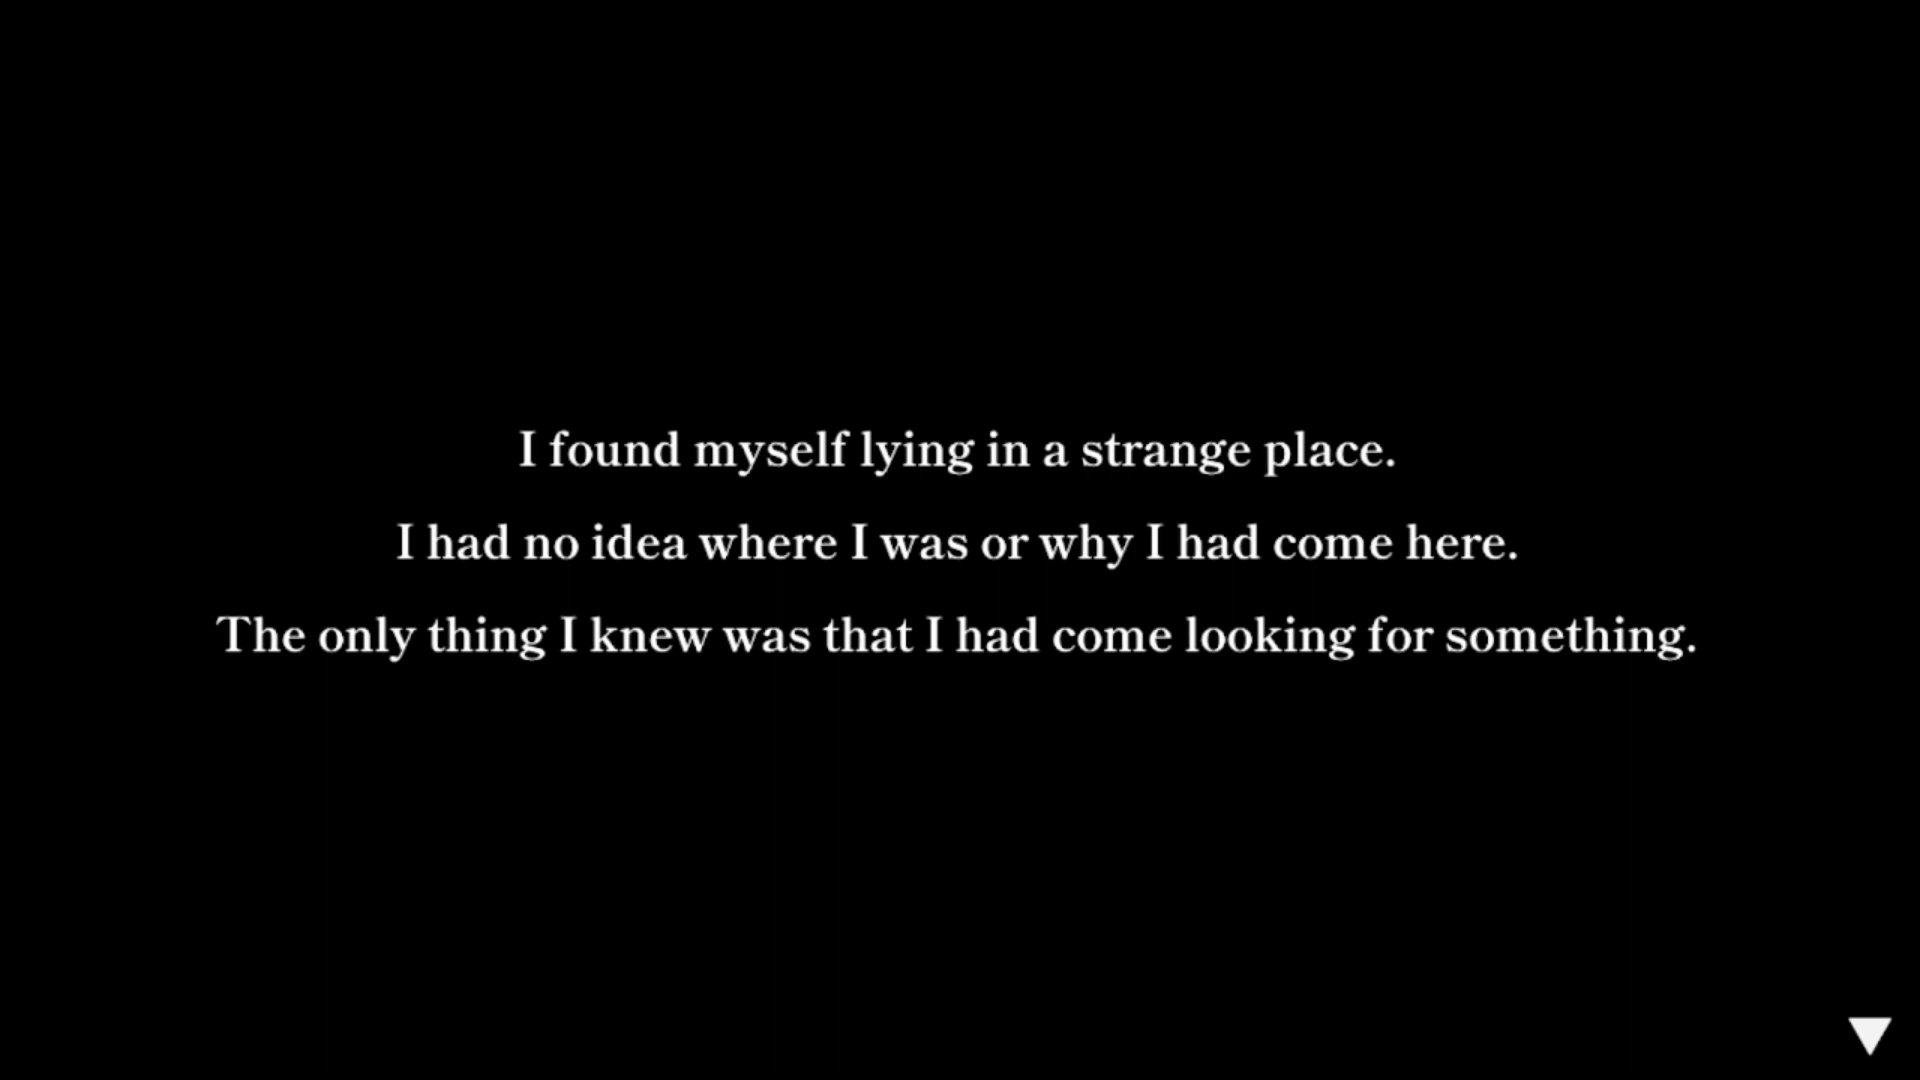 I found myself lying in a strange place.
I had no idea where I was or why I had come here.
The only thing I knew was that I had come looking for something.